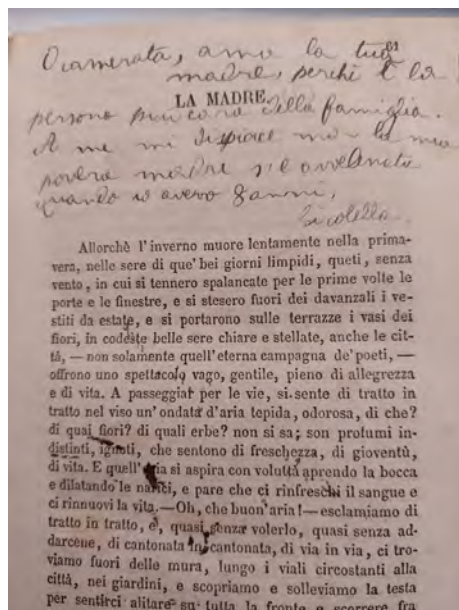 amo la tua
madre, perchè è la
LA MADRE.
persona più cara della famiglia.
A me mi dispiace ma la mia
povera madre s'è avvelenata
quando io avevo 8 anni,
Allorchè l'inverno muore lentamente nella prima-
vera, nelle sere di que' bei giorni limpidi, queti, senza
vento, in cui si tennero spalancate per le prime volte le
porte e le finestre, e si stesero fuori dei davanzali i ve-
stiti da estate, e si portarono sulle terrazze i vasi dei
fiori, in codeste belle sere chiare e stellate, anche le cit-
tà, — non solamente quell'eterna campagna de' poeti, —
offrono uno spettacolo vago, gentile, pieno di allegrezza
e di vita. A passeggiar per le vie, si sente di tratto in
tratto nel viso un' ondata d'aria tepida, odorosa, di che?
di quai fiori? di quali erbe? non si sa; son profumi in-
distinti, ignoti, che sentono di freschezza, di gioventù,
di vita. E quell' aria si aspira con voluttà aprendo la bocca
e dilatando le narici, e pare che ci rinfreschi il sangue e
ci rinnuovi la vita. — Oh, che buon' aria! — esclamiamo di
tratto in tratto, e, quasi senza volerlo, quasi senza ad-
darcene, di cantonata in cantonata, di via in via, ci tro-
viamo fuori delle mura, lungo i viali circostanti alla
città, nei giardini, e scopriamo e solleviamo la testa
per sentirci alitare su tutta la fronte e scorrere fra